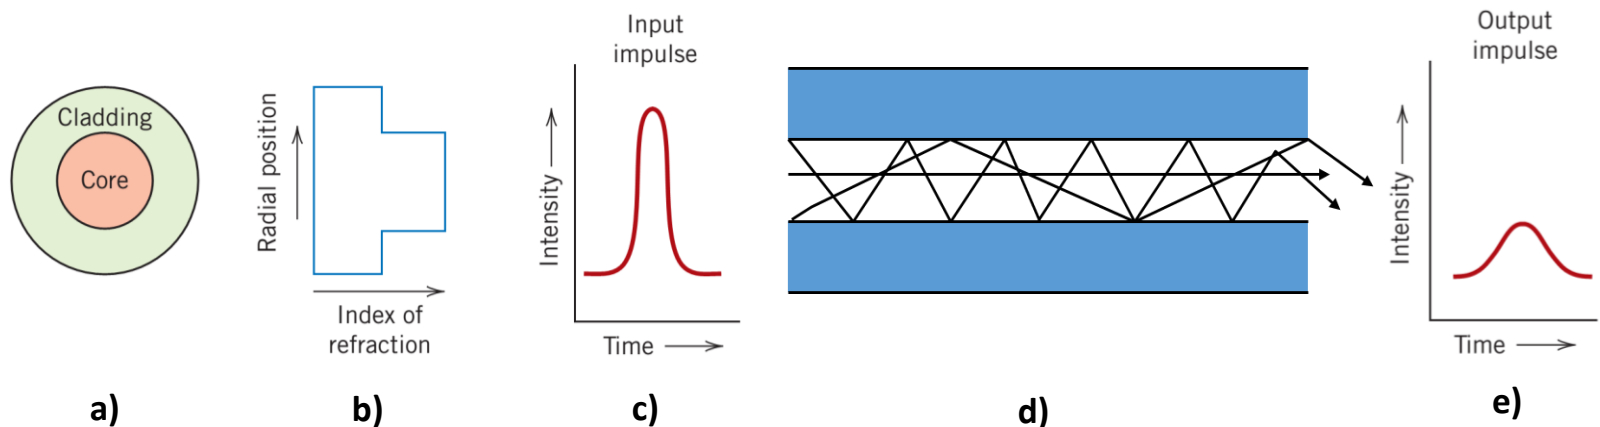 Cladding
Core
a)
Radial position
Index of
refraction
b)
Input
impulse
Intensity
Time
c)
d)
Output
impulse
Intensity
Time
e)